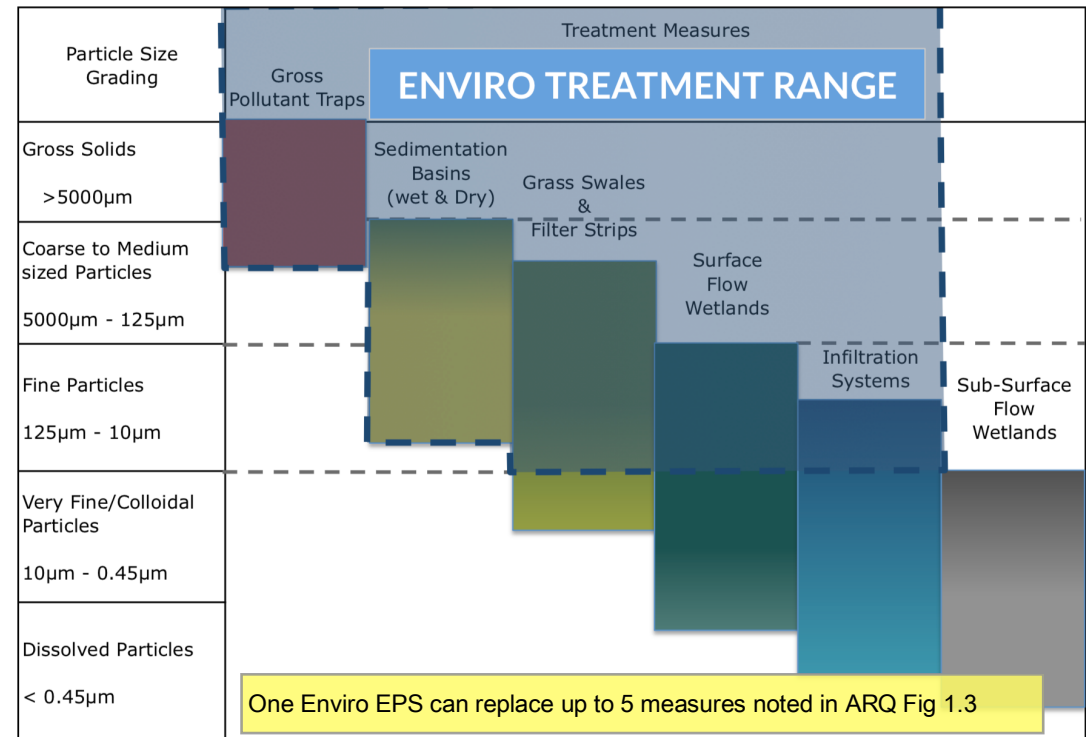 Treatment Measures
Particle Size
Grading
ENVIRO TREATMENT RANGE
Gross
Pollutant Traps
Gross Solids
>5000µm
Sedimentation
Basins
(wet & Dry)
Grass Swales
&
Filter Strips
Coarse to Medium
sized Particles
5000µm - 125µm
Surface
Flow
Wetlands
Infiltration
Systems
Fine Particles
125µm - 10µm
Sub-Surface
Flow
Wetlands
Very Fine/Colloidal
Particles
10µm - 0.45µm
Dissolved Particles
< 0.45µm
One Enviro EPS can replace up to 5 measures noted in ARQ Fig 1.3